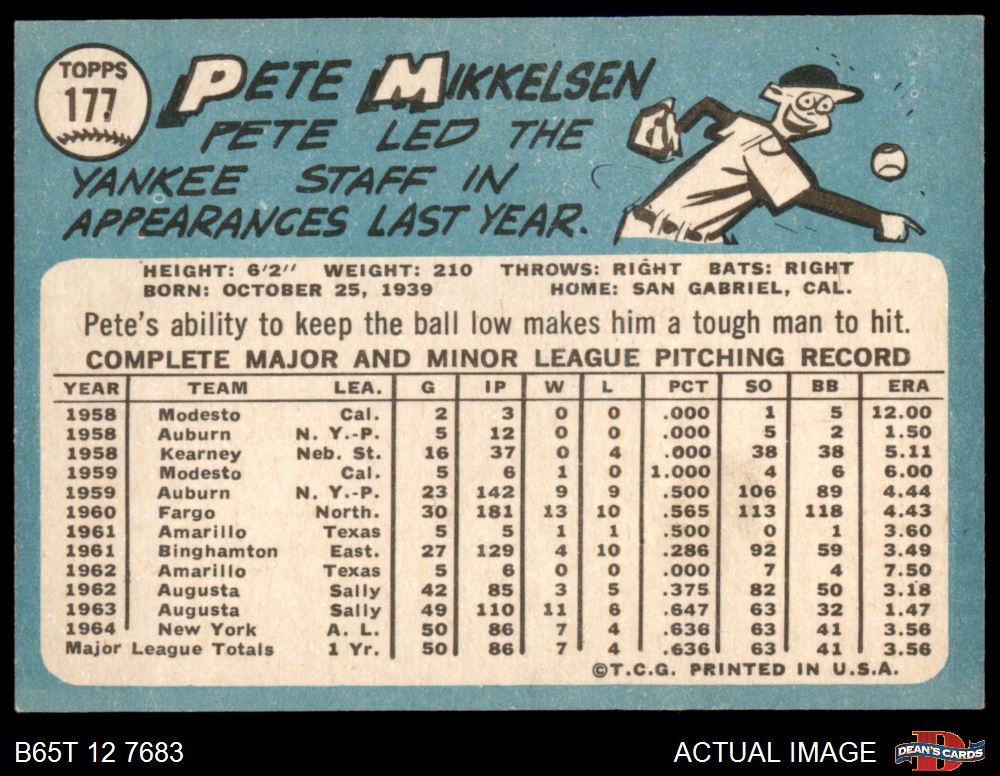 TOPPS
177
PETE MIKKELSEN
PETE LED THE
YANKEE STAFF IN
APPEARANCES LAST YEAR.
HEIGHT: 6'2" WEIGHT: 210 THROWS: RIGHT BATS: RIGHT
BORN: OCTOBER 25, 1939 HOME: SAN GABRIEL, CAL.
Pete's ability to keep the ball low makes him a tough man to hit.
COMPLETE MAJOR AND MINOR LEAGUE PITCHING RECORD
YEAR TEAM LEA. G IP W L PCT SO BB ERA
1958 Modesto Cal. 2 3 0 0 .000 1 5 12.00
1958 Auburn N. Y.-P. 5 12 0 0 .000 5 2 1.50
1958 Kearney Neb. St. 16 37 0 4 .000 38 38 5.11
1959 Modesto Cal. 5 6 1 0 1.000 4 6 6.00
1959 Auburn N. Y.-P. 23 142 9 9 .500 106 89 4.44
1960 Fargo North. 30 181 13 10 .565 113 118 4.43
1961 Amarillo Texas 5 5 1 1 .500 0 1 3.60
1961 Binghamton East. 27 129 4 10 .286 92 59 3.49
1962 Amarillo Texas 5 6 0 0 .000 7 4 7.50
1962 Augusta Sally 42 85 3 5 .375 82 50 3.18
1963 Augusta Sally 49 110 11 6 .647 63 32 1.47
1964 New York A. L. 50 86 7 4 .636 63 41 3.56
Major League Totals 1 Yr. 50 86 7 4 .636 63 41 3.56
©T.C.G. PRINTED IN U.S.A.
B65T 12 7683 ACTUAL IMAGE
DEAN'S CARDS